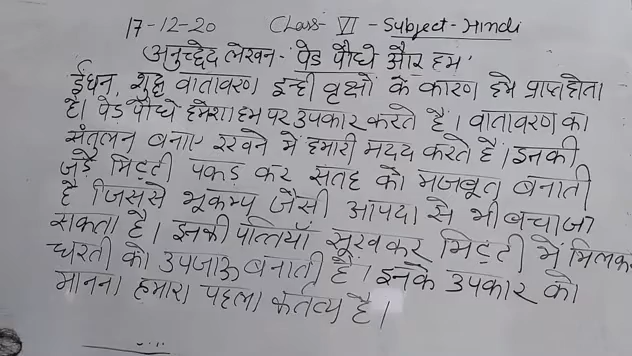 17-12-20 Class- VI - Subject - Hindi
अनुच्छेद लेखन - 'पेड पौधे और हम'
ईधन, शुद्ध वातावरण इन्ही वृक्षो के कारण हमे प्राप्त होता
है। पेड पौधे हमेशा हम पर उपकार करते हैं। वातावरण का
संतुलन बनाए रखने में हमारी मदद करते हैं। इनकी
जड़ें मिट्टी पकड़ कर सतह को मजबूत बनाती
है जिससे भूकम्प जैसी आपदा से भी बचा जा
सकता है। इनकी पत्तियाँ सूखकर मिट्टी में मिलकर
धरती को उपजाऊ बनाती हैं। इनके उपकार को
मानना हमारा पहला कर्तव्य है।